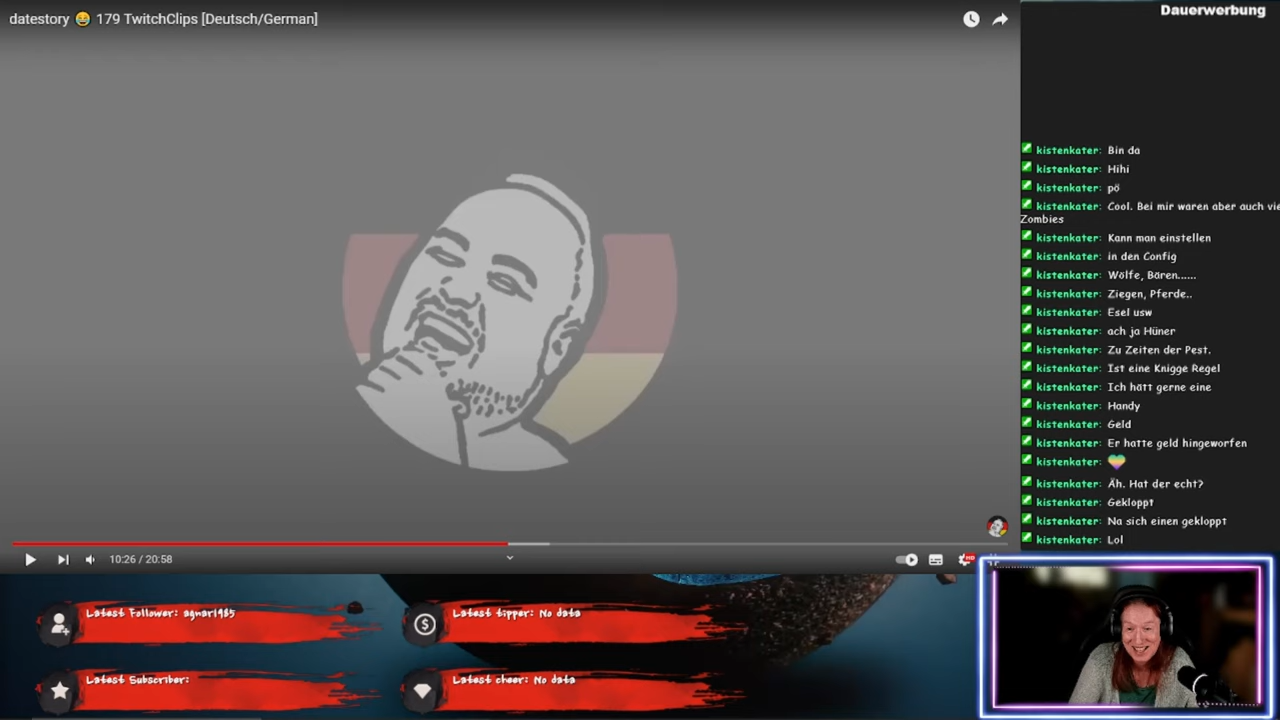 datestory 😂 179 TwitchClips [Deutsch/German]
Dauerwerbung
kistenkater: Bin da
kistenkater: Hihi
kistenkater: pö
kistenkater: Cool. Bei mir waren aber auch vie
Zombies
kistenkater: Kann man einstellen
kistenkater: in den Config
kistenkater: Wölfe, Bären......
kistenkater: Ziegen, Pferde..
kistenkater: Esel usw
kistenkater: ach ja Hüner
kistenkater: Zu Zeiten der Pest.
kistenkater: Ist eine Knigge Regel
kistenkater: Ich hätt gerne eine
kistenkater: Handy
kistenkater: Geld
kistenkater: Er hatte geld hingeworfen
kistenkater:
kistenkater: Äh. Hat der echt?
kistenkater: Gekloppt
kistenkater: Na sich einen gekloppt
kistenkater: Lol
10:26 / 20:58
HD
Latest Follower: agnar1985
Latest tipper: No data
Latest Subscriber:
Latest cheer: No data